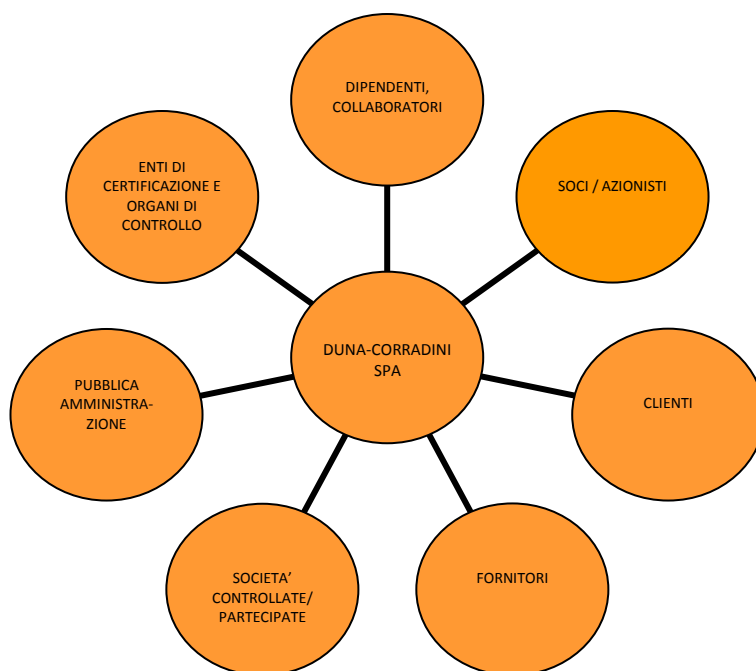 DIPENDENTI,
COLLABORATORI
ENTI DI
CERTIFICAZIONE E
ORGANI DI
CONTROLLO
SOCI / AZIONISTI
DUNA-CORRADINI
SPA
PUBBLICA
AMMINISTRA-
ZIONE
CLIENTI
SOCIETA’
CONTROLLATE/
PARTECIPATE
FORNITORI